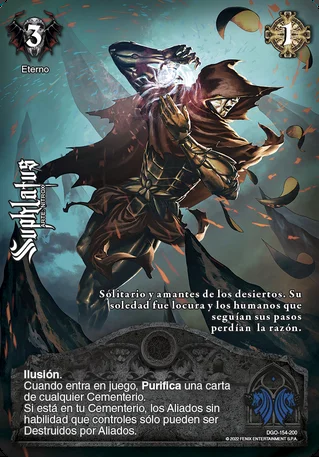 3
1
Eterno
Syphlatus
Sólitario y amantes de los desiertos. Su
soledad fue locura y los humanos que
seguían sus pasos
perdían la razón.
Ilusión.
Cuando entra en juego, Purifica una carta
de cualquier Cementerio.
Si está en tu Cementerio, los Aliados sin
habilidad que controles sólo pueden ser
Destruidos por Aliados.
DGO-154-200
© 2022 FENIX ENTERTAINMENT S.P.A.